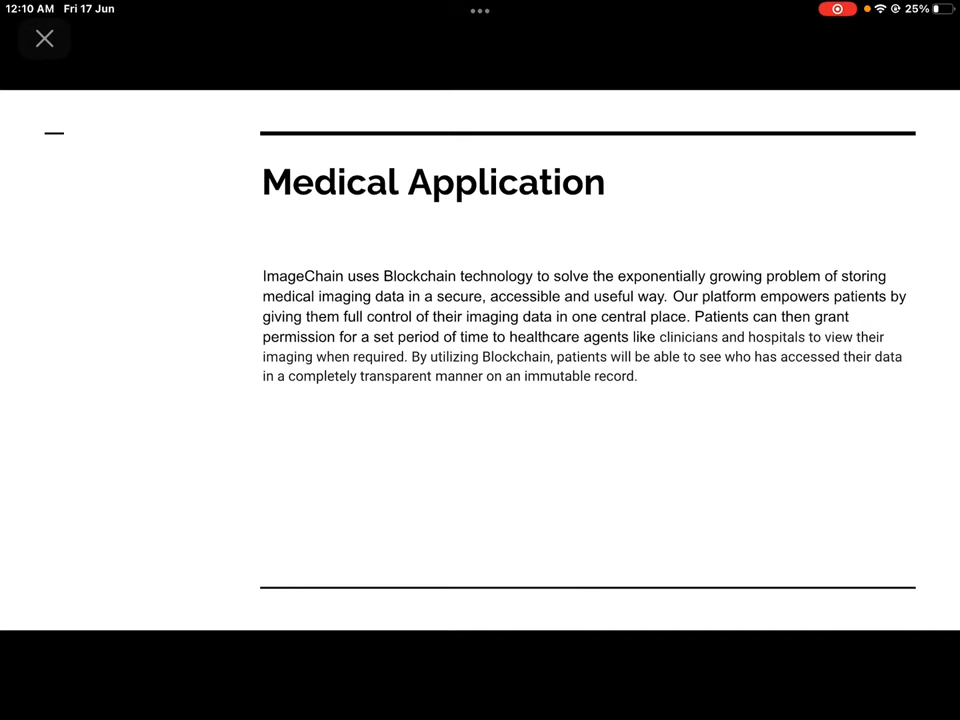 12:10 AM Fri 17 Jun
25%
Medical Application
ImageChain uses Blockchain technology to solve the exponentially growing problem of storing
medical imaging data in a secure, accessible and useful way. Our platform empowers patients by
giving them full control of their imaging data in one central place. Patients can then grant
permission for a set period of time to healthcare agents like clinicians and hospitals to view their
imaging when required. By utilizing Blockchain, patients will be able to see who has accessed their data
in a completely transparent manner on an immutable record.